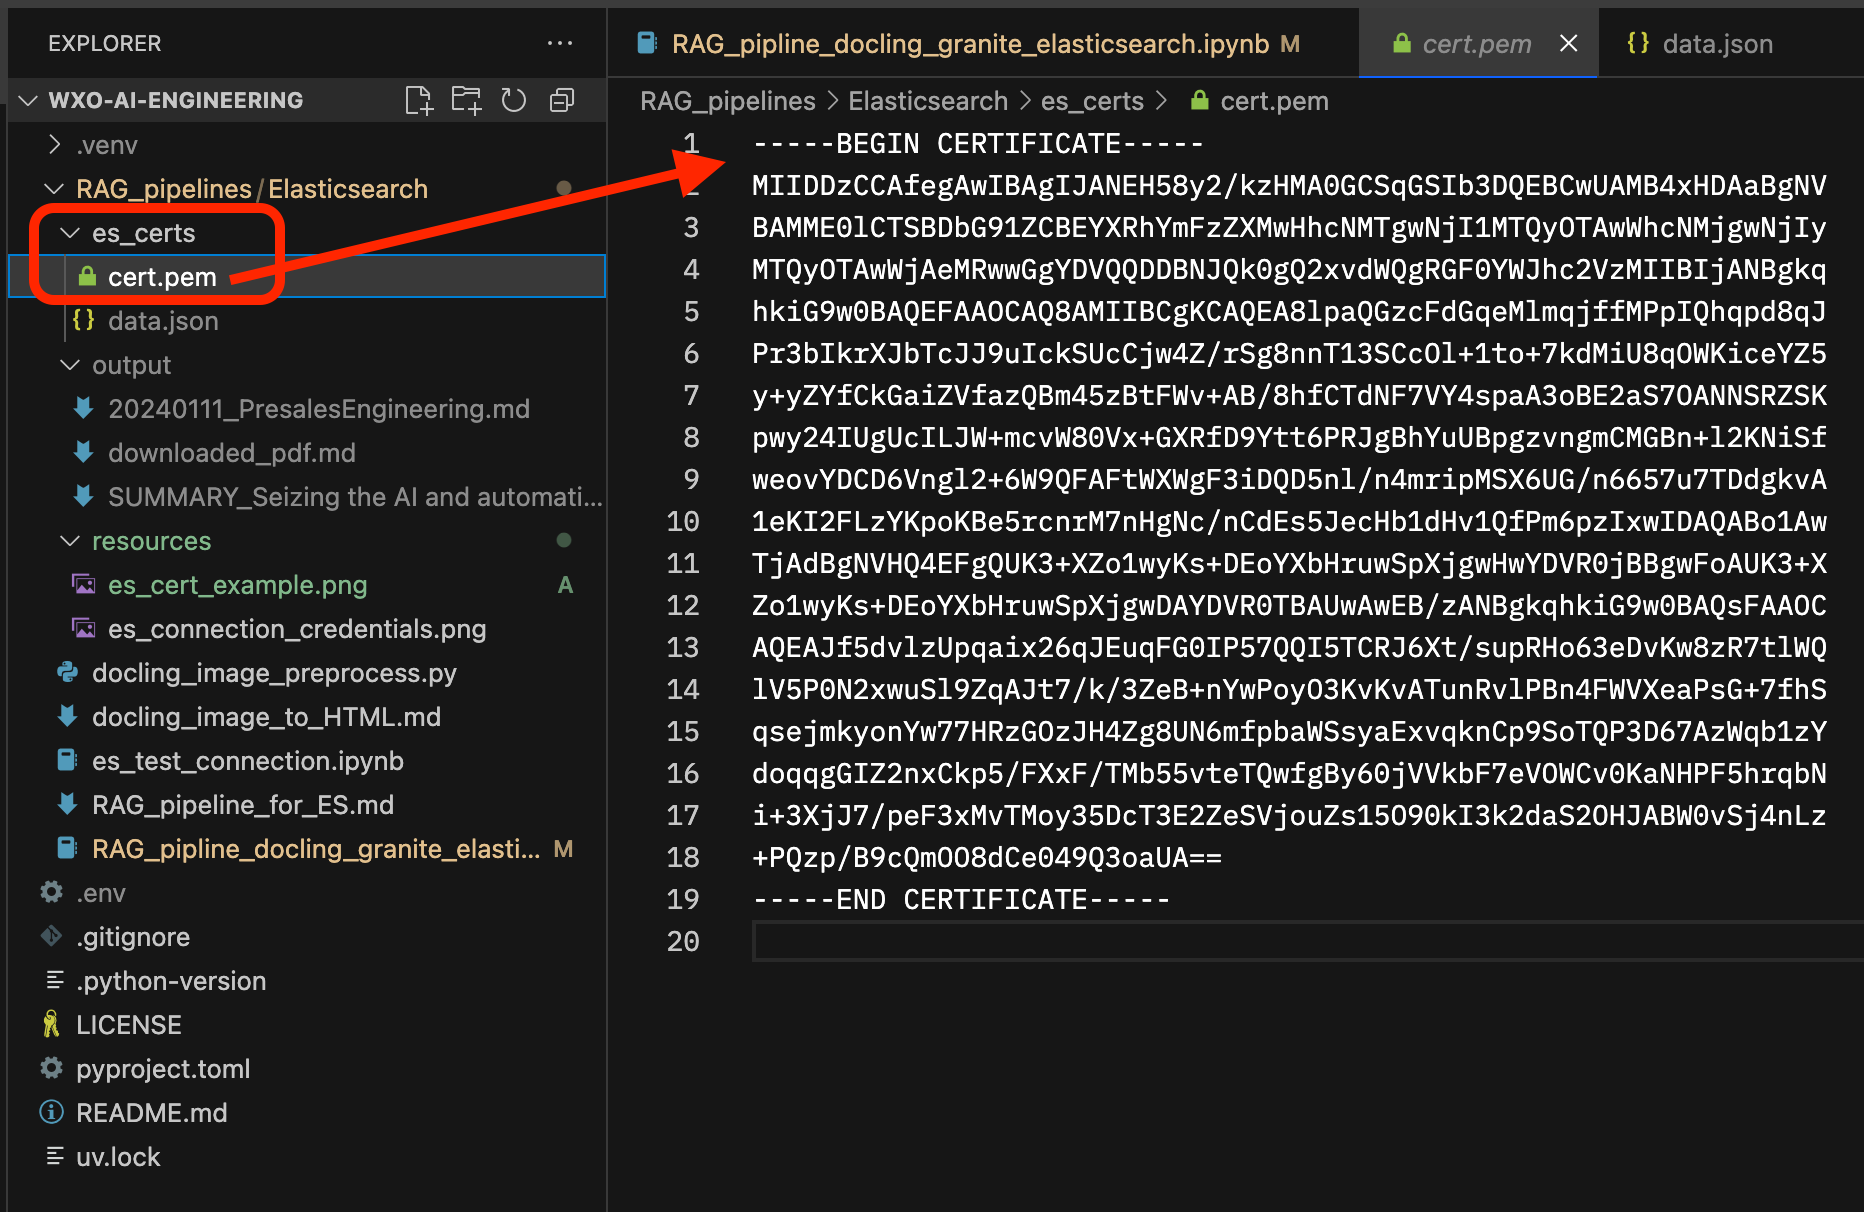 EXPLORER
WXO-AI-ENGINEERING
.venv
RAG_pipelines / Elasticsearch
es_certs
cert.pem
data.json
output
20240111_PresalesEngineering.md
downloaded_pdf.md
SUMMARY_Seizing the AI and automati...
resources
es_cert_example.png A
es_connection_credentials.png
docling_image_preprocess.py
docling_image_to_HTML.md
es_test_connection.ipynb
RAG_pipeline_for_ES.md
RAG_pipline_docling_granite_elasti... M
.env
.gitignore
.python-version
LICENSE
pyproject.toml
README.md
uv.lock
RAG_pipline_docling_granite_elasticsearch.ipynb M
cert.pem
data.json
RAG_pipelines > Elasticsearch > es_certs > cert.pem
1 -----BEGIN CERTIFICATE-----
MIIDDzCCAfegAwIBAgIJANEH58y2/kzHMA0GCSqGSIb3DQEBCwUAMB4xHDAaBgNV
3 BAMME0lCTSBDbG91ZCBEYXRhYmFzZXMwHhcNMTgwNjI1MTQyOTAwWhcNMjgwNjIy
4 MTQyOTAwWjAeMRwwGgYDVQQDDBNJQk0gQ2xvdWQgRGF0YWJhc2VzMIIBIjANBgkq
5 hkiG9w0BAQEFAAOCAQ8AMIIBCgKCAQEA8lpaQGzcFdGqeMlmqjffMPpIQhqpd8qJ
6 Pr3bIkrXJbTcJJ9uIckSUcCjw4Z/rSg8nnT13SCcOl+1to+7kdMiU8qOWKiceYZ5
7 y+yZYfCkGaiZVfazQBm45zBtFWv+AB/8hfCTdNF7VY4spaA3oBE2aS7OANNSRZSK
8 pwy24IUgUcILJW+mcvW80Vx+GXRfD9Ytt6PRJgBhYuUBpgzvngmCMGBn+l2KNiSf
9 weovYDCD6Vngl2+6W9QFAFtWXWgF3iDQD5nl/n4mripMSX6UG/n6657u7TDdgkvA
10 1eKI2FLzYKpoKBe5rcnrM7nHgNc/nCdEs5JecHb1dHv1QfPm6pzIxwIDAQABo1Aw
11 TjAdBgNVHQ4EFgQUK3+XZo1wyKs+DEoYXbHruwSpXjgwHwYDVR0jBBgwFoAUK3+X
12 Zo1wyKs+DEoYXbHruwSpXjgwDAYDVR0TBAUwAwEB/zANBgkqhkiG9w0BAQsFAAOC
13 AQEAJf5dvlzUpqaix26qJEuqFG0IP57QQI5TCRJ6Xt/supRHo63eDvKw8zR7tlWQ
14 lV5P0N2xwuSl9ZqAJt7/k/3ZeB+nYwPoyO3KvKvATunRvlPBn4FWVXeaPsG+7fhS
15 qsejmkyonYw77HRzGOzJH4Zg8UN6mfpbaWSsyaExvqknCp9SoTQP3D67AzWqb1zY
16 doqqgGIZ2nxCkp5/FXxF/TMb55vteTQwfgBy60jVVkbF7eVOWCv0KaNHPF5hrqbN
17 i+3XjJ7/peF3xMvTMoy35DcT3E2ZeSVjouZs15O90kI3k2daS2OHJABW0vSj4nLz
18 +PQzp/B9cQmOO8dCe049Q3oaUA==
19 -----END CERTIFICATE-----
20